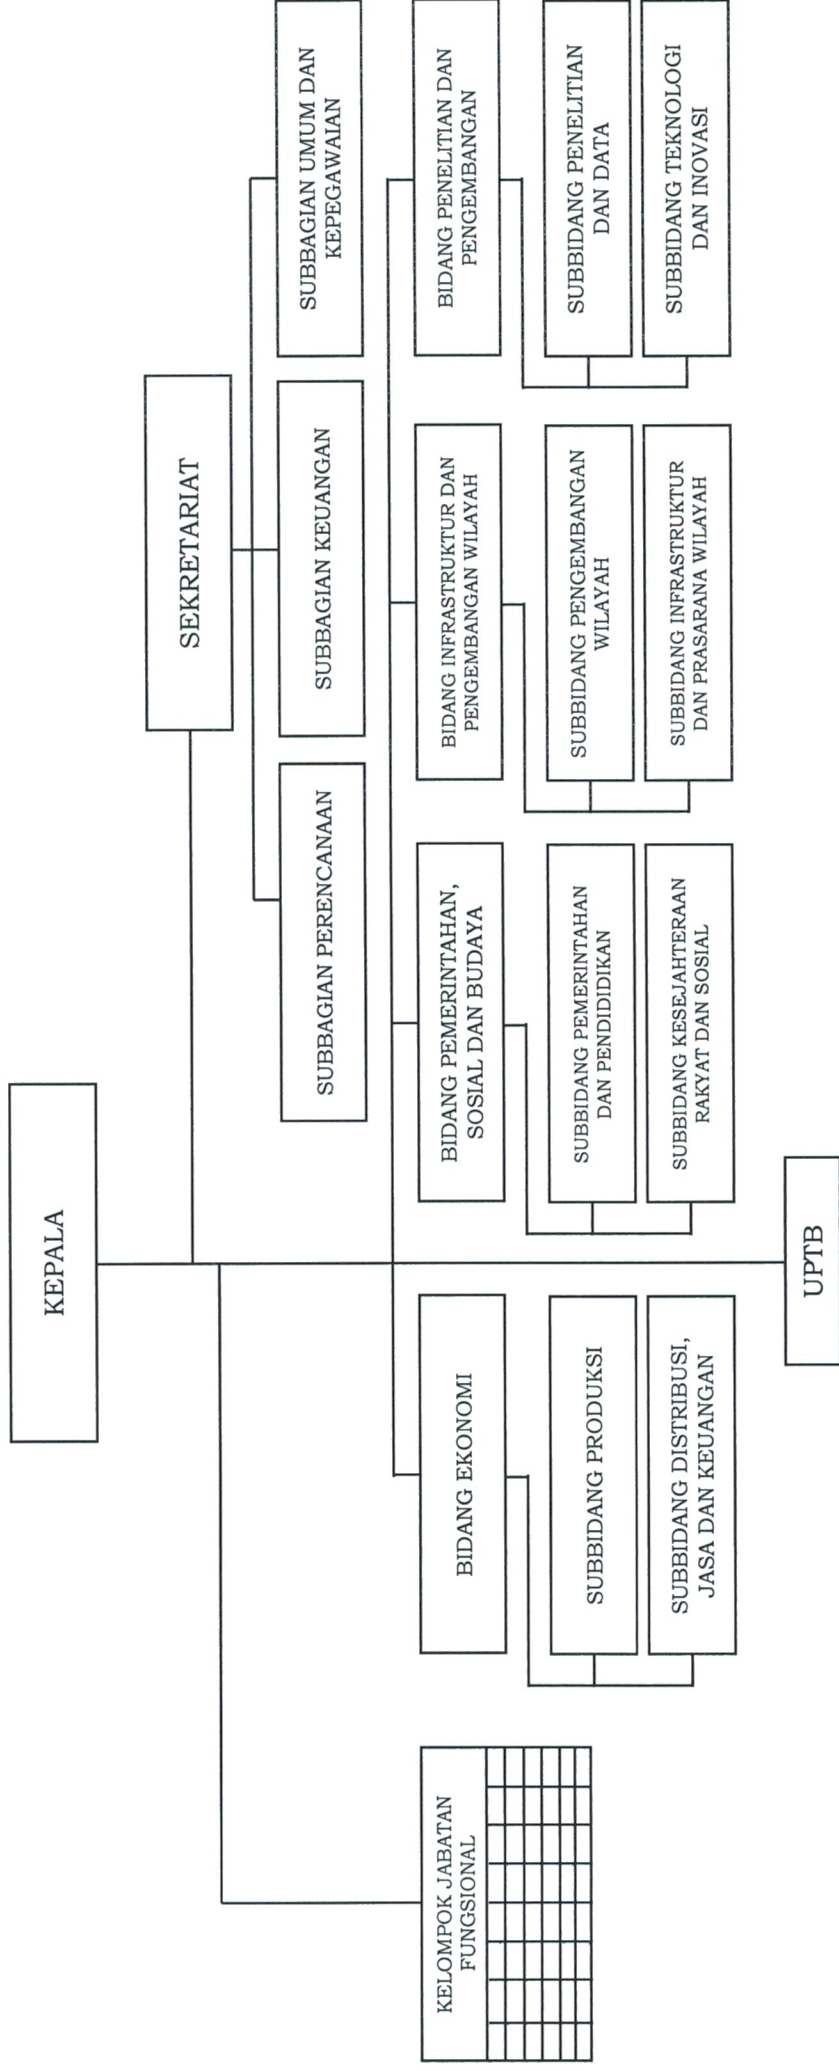 KEPALA
SEKRETARIAT
SUBBAGIAN PERENCANAAN
SUBBAGIAN KEUANGAN
SUBBAGIAN UMUM DAN
KEPEGAWAIAN
KELOMPOK JABATAN
FUNGSIONAL
BIDANG EKONOMI
BIDANG PEMERINTAHAN,
SOSIAL DAN BUDAYA
BIDANG INFRASTRUKTUR DAN
PENGEMBANGAN WILAYAH
BIDANG PENELITIAN DAN
PENGEMBANGAN
SUBBIDANG PRODUKSI
SUBBIDANG PEMERINTAHAN
DAN PENDIDIDIKAN
SUBBIDANG PENGEMBANGAN
WILAYAH
SUBBIDANG PENELITIAN
DAN DATA
SUBBIDANG DISTRIBUSI,
JASA DAN KEUANGAN
SUBBIDANG KESEJAHTERAAN
RAKYAT DAN SOSIAL
SUBBIDANG INFRASTRUKTUR
DAN PRASARANA WILAYAH
SUBBIDANG TEKNOLOGI
DAN INOVASI
UPTB